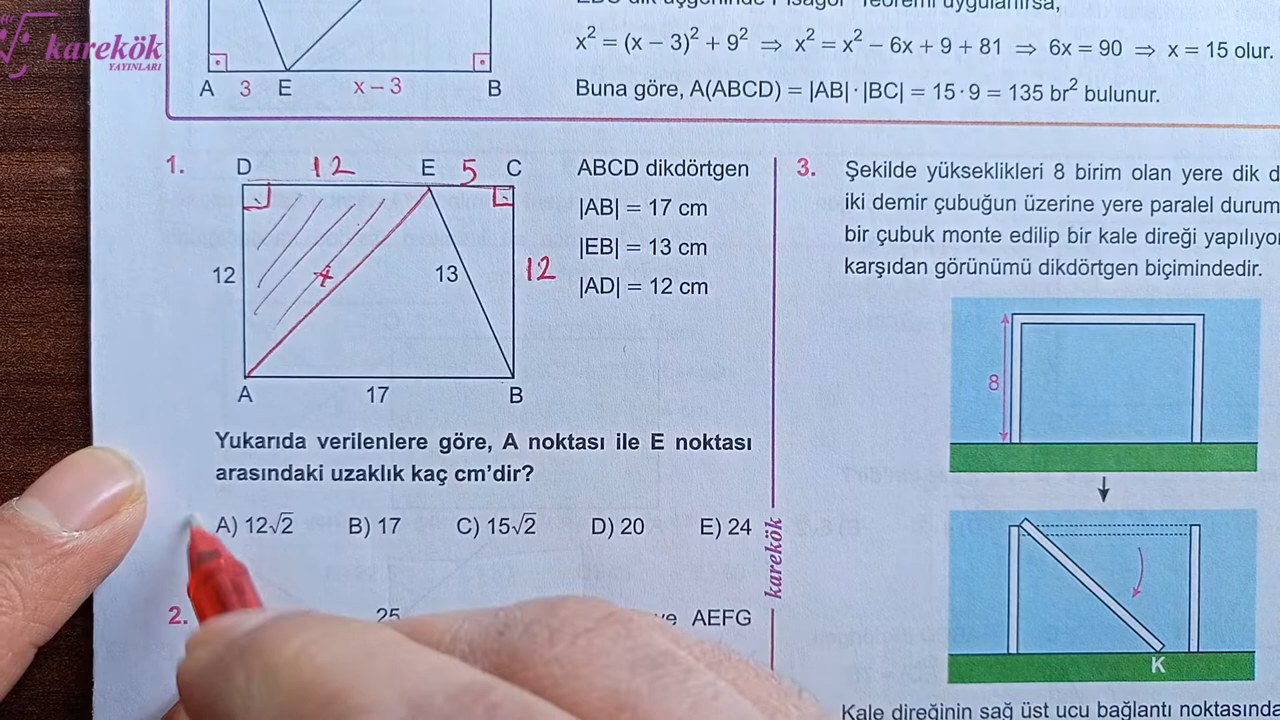 karekök
YAYINLARI
x² = (x – 3)² + 9² ⇒ x² = x² – 6x + 9 + 81 ⇒ 6x = 90 ⇒ x = 15 olur.
A 3 E x – 3 B
Buna göre, A(ABCD) = |AB| · |BC| = 15 · 9 = 135 br² bulunur.
1.
D 12 E 5 C
12 13 12
A 17 B
ABCD dikdörtgen
|AB| = 17 cm
|EB| = 13 cm
|AD| = 12 cm
Yukarıda verilenlere göre, A noktası ile E noktası
arasındaki uzaklık kaç cm'dir?
A) 12√2 B) 17 C) 15√2 D) 20 E) 24
2.
25
AEFG
karekök
3. Şekilde yükseklikleri 8 birim olan yere dik d
iki demir çubuğun üzerine yere paralel durum
bir çubuk monte edilip bir kale direği yapılıyo
karşıdan görünümü dikdörtgen biçimindedir.
8
K
Kale direğinin sağ üst ucu bağlantı noktasında